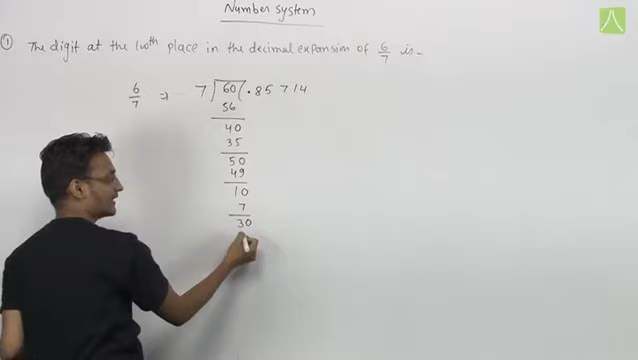 Number System
① The digit at the 100th place in the decimal expansion of 6/7 is -
6/7 ⇒ 7 | 60 ( .85714
56
40
35
50
49
10
7
30